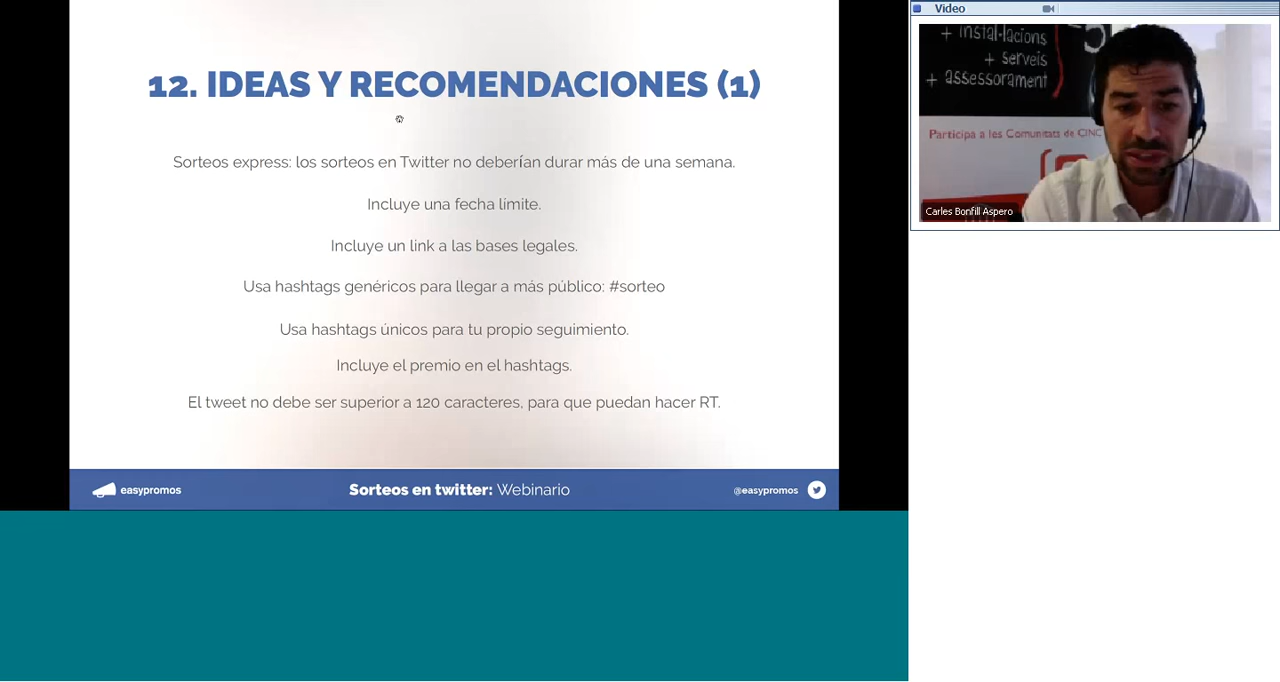 12. IDEAS Y RECOMENDACIONES (1)
Sorteos express: los sorteos en Twitter no deberían durar más de una semana.
Incluye una fecha límite.
Incluye un link a las bases legales.
Usa hashtags genéricos para llegar a más público: #sorteo
Usa hashtags únicos para tu propio seguimiento.
Incluye el premio en el hashtags.
El tweet no debe ser superior a 120 caracteres, para que puedan hacer RT.
easypromos
Sorteos en twitter: Webinario
@easypromos
Video
+ instal·lacions
+ serveis
+ assessorament
Participa a les Comunitats de CINC
Carles Bonfill Aspero